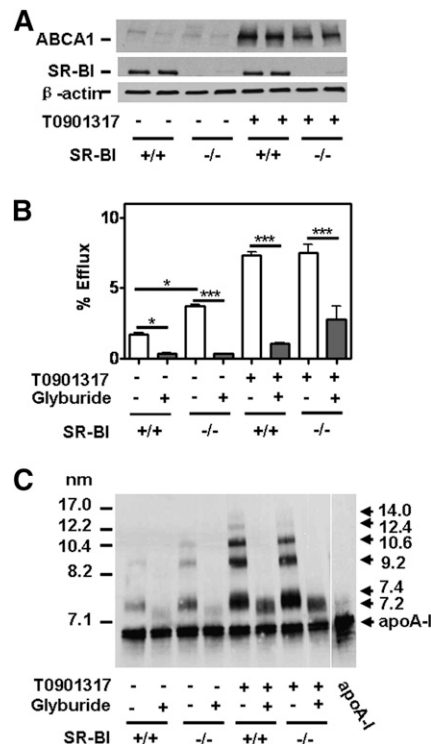 A
ABCA1
SR-BI
β-actin
T0901317 - - - - + + + +
SR-BI +/+ -/- +/+ -/-
B
% Efflux
10
5
0
* * *** *** ***
T0901317 - - - - + + + +
Glyburide - + - + - + - +
SR-BI +/+ -/- +/+ -/-
C
nm
17.0
12.2
10.4
8.2
7.1
14.0
12.4
10.6
9.2
7.4
7.2
apoA-I
T0901317 - - - - + + + +
Glyburide - + - + - + - +
apoA-I
SR-BI +/+ -/- +/+ -/-